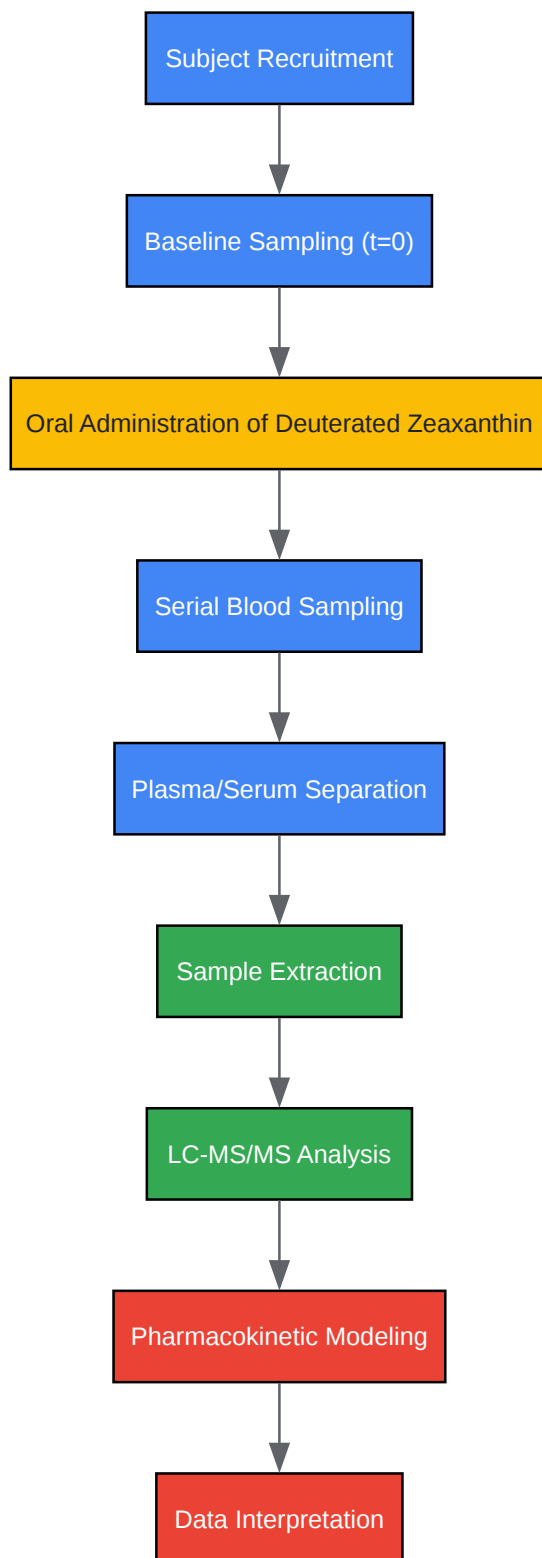 Subject Recruitment
Baseline Sampling (t=0)
Oral Administration of Deuterated Zeaxanthin
Serial Blood Sampling
Plasma/Serum Separation
Sample Extraction
LC-MS/MS Analysis
Pharmacokinetic Modeling
Data Interpretation